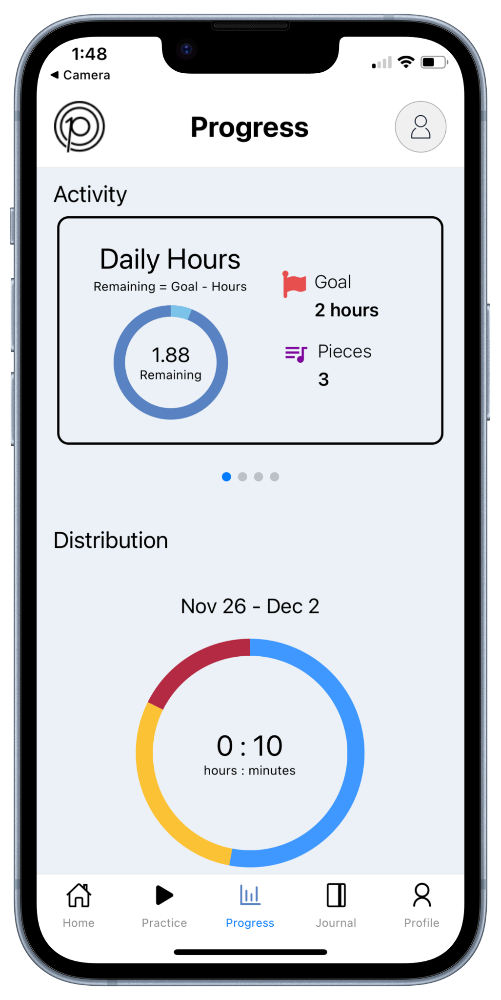 1:48
◀ Camera
Progress
Activity
Daily Hours
Remaining = Goal - Hours
1.88
Remaining
Goal
2 hours
Pieces
3
Distribution
Nov 26 - Dec 2
0 : 10
hours : minutes
Home
Practice
Progress
Journal
Profile